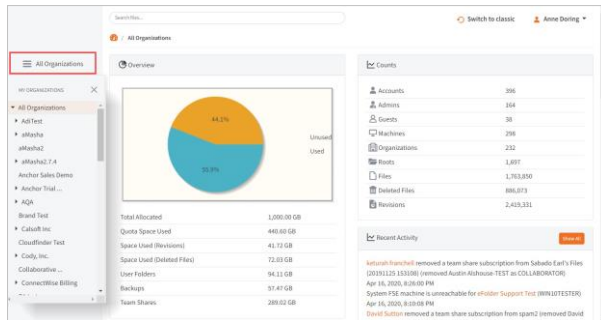 Search files...
Switch to classic
Anne Doring
/ All Organizations
All Organizations
MY ORGANIZATIONS
All Organizations
AdiTest
aMasha
aMasha2
aMasha2.7.4
Anchor Sales Demo
Anchor Trial ...
AQA
Brand Test
Calsoft Inc
Cloudfinder Test
Cody, Inc.
Collaborative ...
ConnectWise Billing
Overview
44.1%
55.9%
Unused
Used
Total Allocated 1,000.00 GB
Quota Space Used 440.60 GB
Space Used (Revisions) 41.72 GB
Space Used (Deleted Files) 72.03 GB
User Folders 94.11 GB
Backups 57.47 GB
Team Shares 289.02 GB
Counts
Accounts 396
Admins 164
Guests 38
Machines 298
Organizations 232
Roots 1,697
Files 1,763,850
Deleted Files 886,073
Revisions 2,419,331
Recent Activity
Show All
keturah franchell removed a team share subscription from Sabado Earl's Files
(20191125 153108) (removed Austin Alshouse-TEST as COLLABORATOR)
Apr 16, 2020, 8:36:26 PM
System FSE machine is unreachable for eFolder Support Test (WIN10TESTER)
Apr 16, 2020, 8:10:08 PM
David Sutton removed a team share subscription from spam2 (removed David